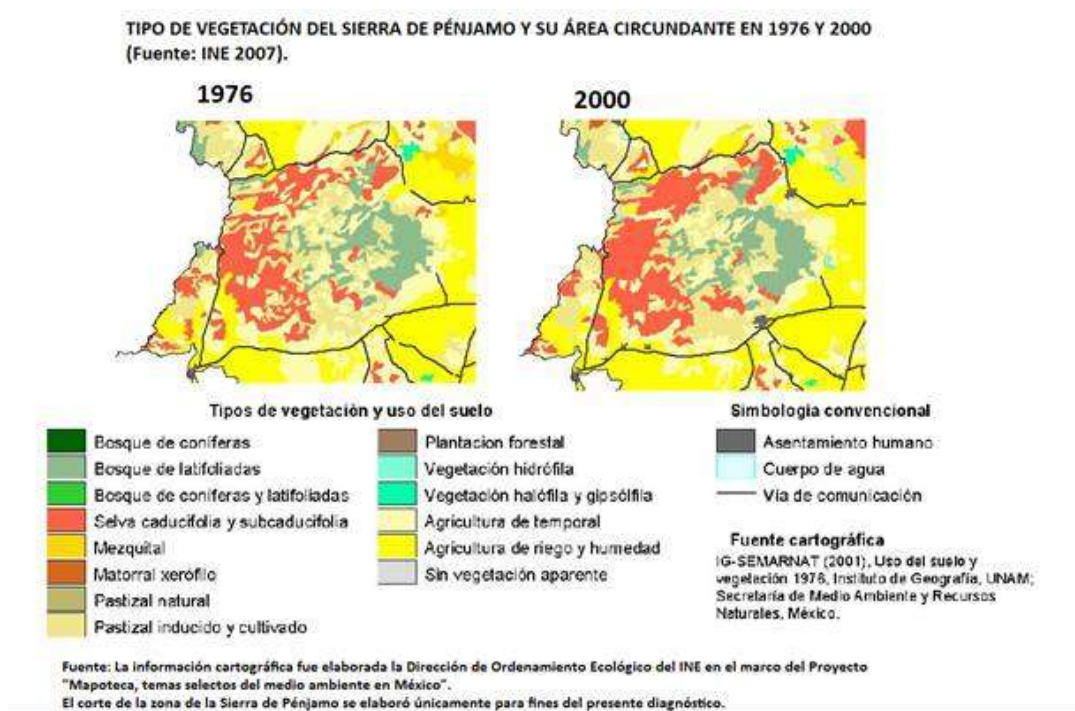 TIPO DE VEGETACIÓN DEL SIERRA DE PÉNJAMO Y SU ÁREA CIRCUNDANTE EN 1976 Y 2000
(Fuente: INE 2007).
1976
2000
Tipos de vegetación y uso del suelo
Bosque de coníferas
Bosque de latifoliadas
Bosque de coníferas y latifoliadas
Selva caducifolia y subcaducifolia
Mezquital
Matorral xerófilo
Pastizal natural
Pastizal inducido y cultivado
Plantacion forestal
Vegetación hidrófila
Vegetación halófila y gipsólfila
Agricultura de temporal
Agricultura de riego y humedad
Sin vegetación aparente
Simbología convencional
Asentamiento humano
Cuerpo de agua
Vía de comunicación
Fuente cartográfica
IG-SEMARNAT (2001), Uso del suelo y
vegetación 1976, Instituto de Geografía, UNAM;
Secretaría de Medio Ambiente y Recursos
Naturales, México.
Fuente: La información cartográfica fue elaborada la Dirección de Ordenamiento Ecológico del INE en el marco del Proyecto
"Mapoteca, temas selectos del medio ambiente en México".
El corte de la zona de la Sierra de Pénjamo se elaboró únicamente para fines del presente diagnóstico.